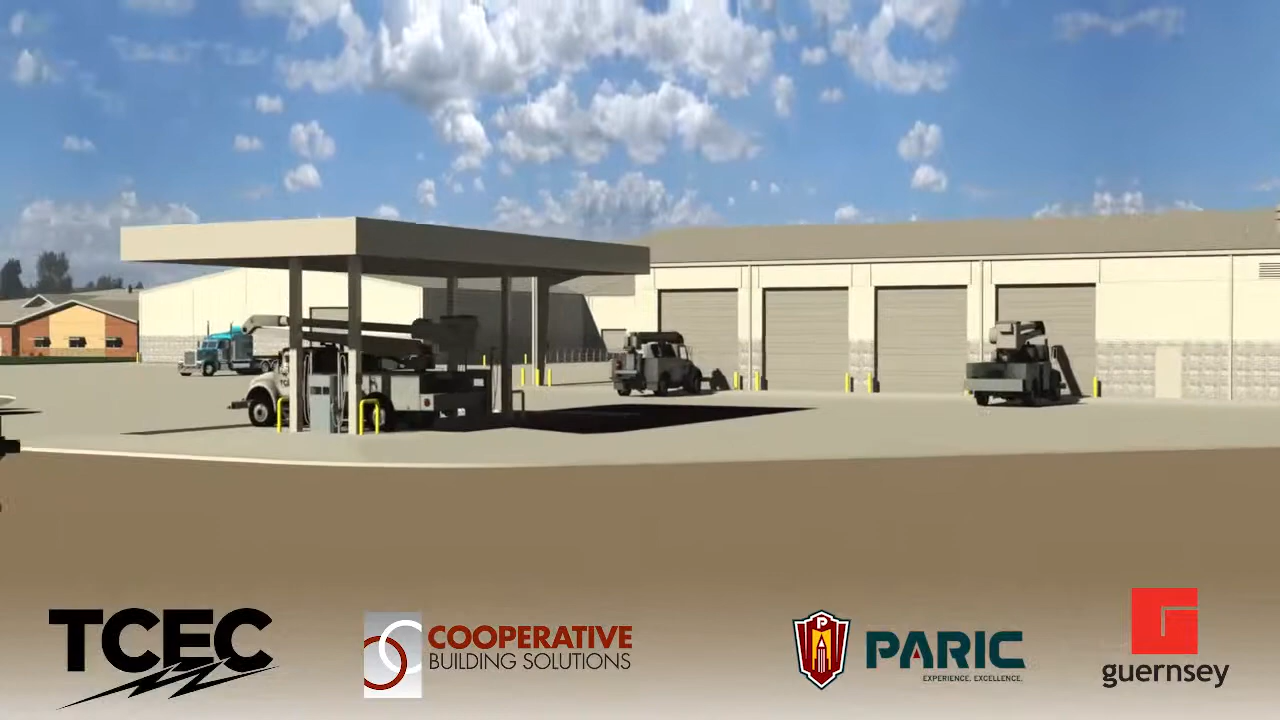 TCEC
COOPERATIVE
BUILDING SOLUTIONS
P
PARIC
EXPERIENCE. EXCELLENCE.
guernsey